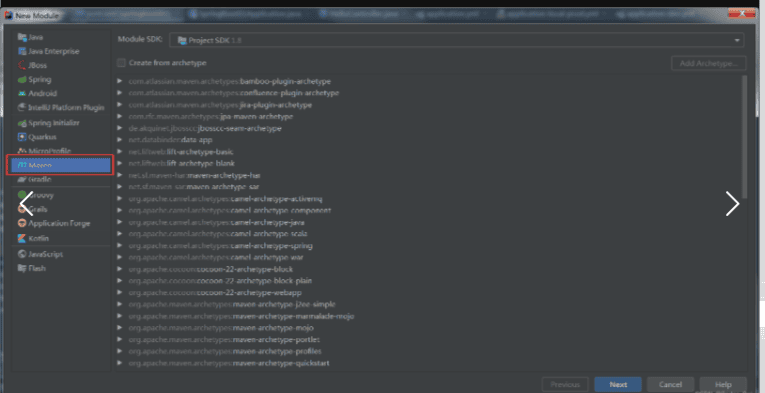 New Module
Module SDK: Project SDK 1.8
Java
Java Enterprise
JBoss
Spring
Android
IntelliJ Platform Plugin
Spring Initializr
Quarkus
MicroProfile
Maven
Gradle
Groovy
Grails
Application Forge
Kotlin
JavaScript
Flash
Create from archetype
Add Archetype...
com.atlassian.maven.archetypes:bamboo-plugin-archetype
com.atlassian.maven.archetypes:confluence-plugin-archetype
com.atlassian.maven.archetypes:jira-plugin-archetype
com.rfc.maven.archetypes:jpa-maven-archetype
de.akquinet.jbosscc:jbosscc-seam-archetype
net.databinder:data-app
net.liftweb:lift-archetype-basic
net.liftweb:lift-archetype-blank
net.sf.maven-har:maven-archetype-har
net.sf.maven-sar:maven-archetype-sar
org.apache.camel.archetypes:camel-archetype-activemq
org.apache.camel.archetypes:camel-archetype-component
org.apache.camel.archetypes:camel-archetype-java
org.apache.camel.archetypes:camel-archetype-scala
org.apache.camel.archetypes:camel-archetype-spring
org.apache.camel.archetypes:camel-archetype-war
org.apache.cocoon:cocoon-22-archetype-block
org.apache.cocoon:cocoon-22-archetype-block-plain
org.apache.cocoon:cocoon-22-archetype-webapp
org.apache.maven.archetypes:maven-archetype-j2ee-simple
org.apache.maven.archetypes:maven-archetype-marmalade-mojo
org.apache.maven.archetypes:maven-archetype-mojo
org.apache.maven.archetypes:maven-archetype-portlet
org.apache.maven.archetypes:maven-archetype-profiles
org.apache.maven.archetypes:maven-archetype-quickstart
Previous
Next
Cancel
Help